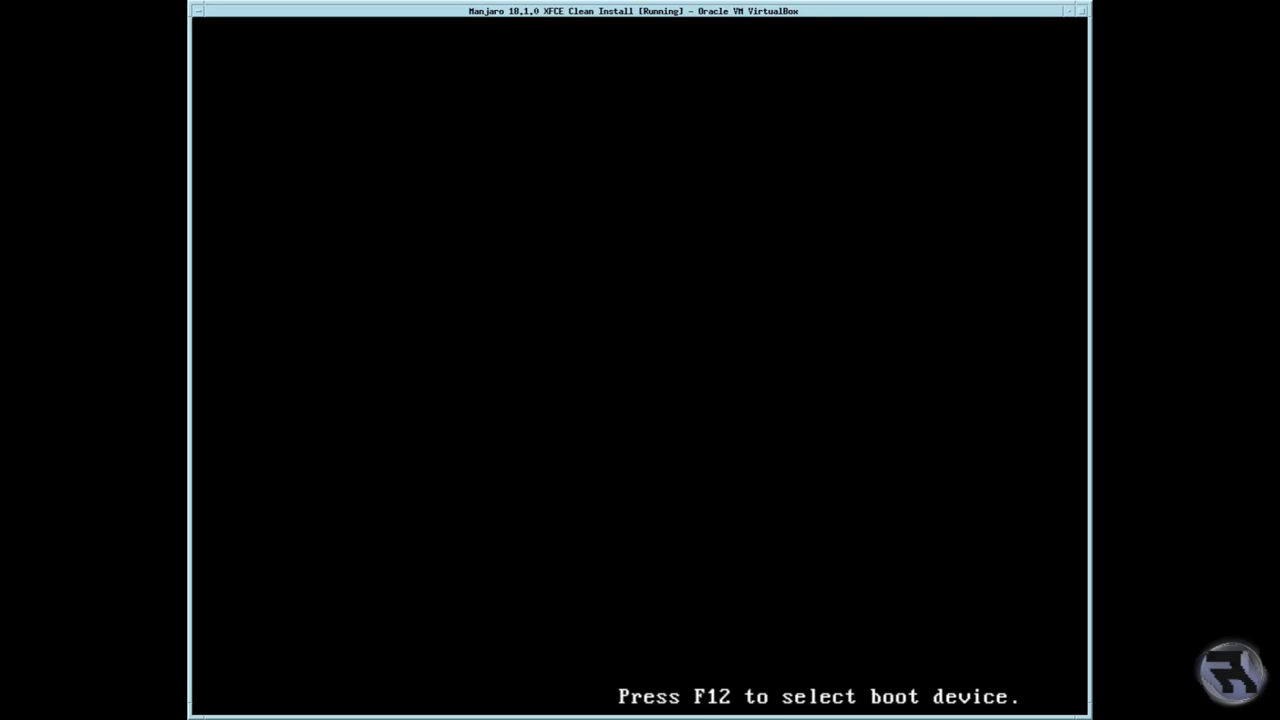 Manjaro 18.1.0 XFCE Clean Install [Running] - Oracle VM VirtualBox
Press F12 to select boot device.